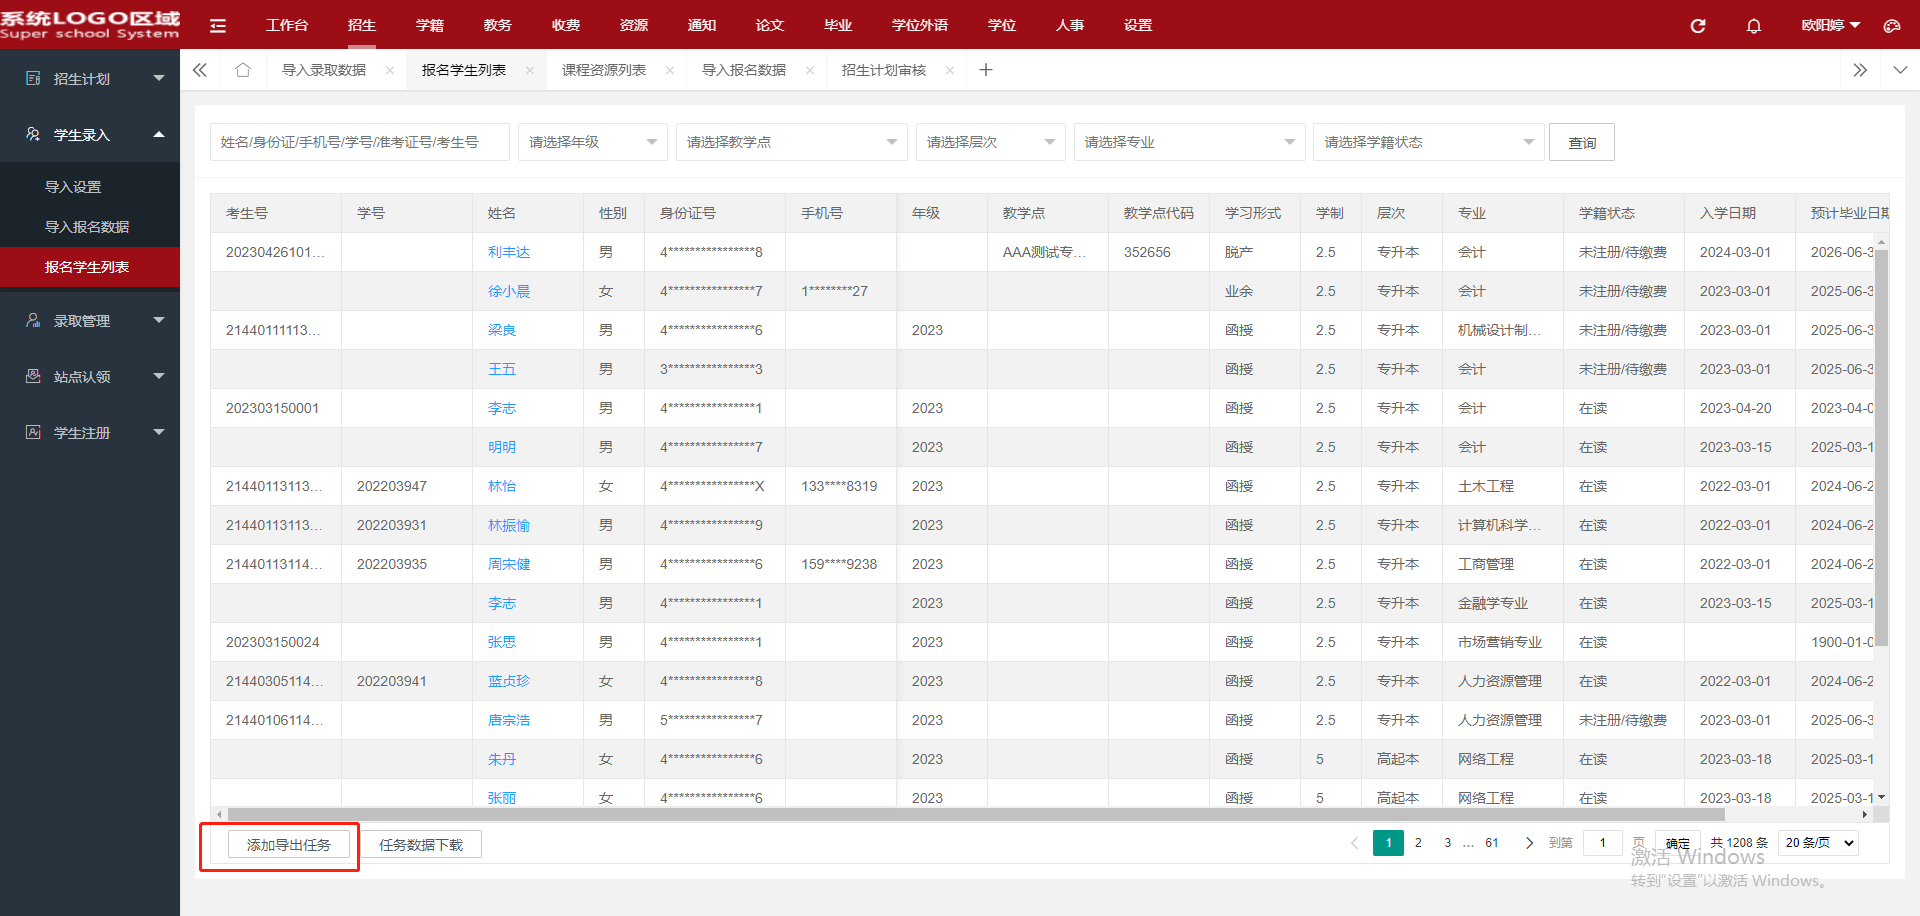 系统LOGO区域
Super school System
工作台 招生 学籍 教务 收费 资源 通知 论文 毕业 学位外语 学位 人事 设置
欧阳婷
导入录取数据 报名学生列表 课程资源列表 导入报名数据 招生计划审核
招生计划
学生录入
导入设置
导入报名数据
报名学生列表
录取管理
站点认领
学生注册
姓名/身份证/手机号/学号/准考证号/考生号 请选择年级 请选择教学点 请选择层次 请选择专业 请选择学籍状态 查询
考生号 学号 姓名 性别 身份证号 手机号 年级 教学点 教学点代码 学习形式 学制 层次 专业 学籍状态 入学日期 预计毕业日期
20230426101... 利丰达 男 4****************8 AAA测试专... 352656 脱产 2.5 专升本 会计 未注册/待缴费 2024-03-01 2026-06-3
徐小晨 女 4****************7 1********27 业余 2.5 专升本 会计 未注册/待缴费 2023-03-01 2025-06-3
21440111113... 梁良 男 4****************6 2023 函授 2.5 专升本 机械设计制... 未注册/待缴费 2023-03-01 2025-06-3
王五 男 3****************3 函授 2.5 专升本 会计 未注册/待缴费 2023-03-01 2025-06-3
202303150001 李志 男 4****************1 2023 函授 2.5 专升本 会计 在读 2023-04-20 2023-04-0
明明 男 4****************7 2023 函授 2.5 专升本 会计 在读 2023-03-15 2025-03-1
21440113113... 202203947 林怡 女 4****************X 133****8319 2023 函授 2.5 专升本 土木工程 在读 2022-03-01 2024-06-2
21440113113... 202203931 林振愉 男 4****************9 2023 函授 2.5 专升本 计算机科学... 在读 2022-03-01 2024-06-2
21440113114... 202203935 周宋健 男 4****************6 159****9238 2023 函授 2.5 专升本 工商管理 在读 2022-03-01 2024-06-2
李志 男 4****************1 2023 函授 2.5 专升本 金融学专业 在读 2023-03-15 2025-03-1
202303150024 张思 男 4****************1 2023 函授 2.5 专升本 市场营销专业 在读 1900-01-0
21440305114... 202203941 蓝贞珍 女 4****************8 2023 函授 2.5 专升本 人力资源管理 在读 2022-03-01 2024-06-2
21440106114... 唐宗浩 男 5****************7 2023 函授 2.5 专升本 人力资源管理 未注册/待缴费 2023-03-01 2025-06-3
朱丹 女 4****************6 2023 函授 5 高起本 网络工程 在读 2023-03-18 2025-03-1
张丽 女 4****************6 2023 函授 5 高起本 网络工程 在读 2023-03-18 2025-03-1
添加导出任务 任务数据下载 1 2 3 ... 61 到第 1 页 确定 共 1208 条 20 条/页
激活 Windows
转到"设置"以激活 Windows。